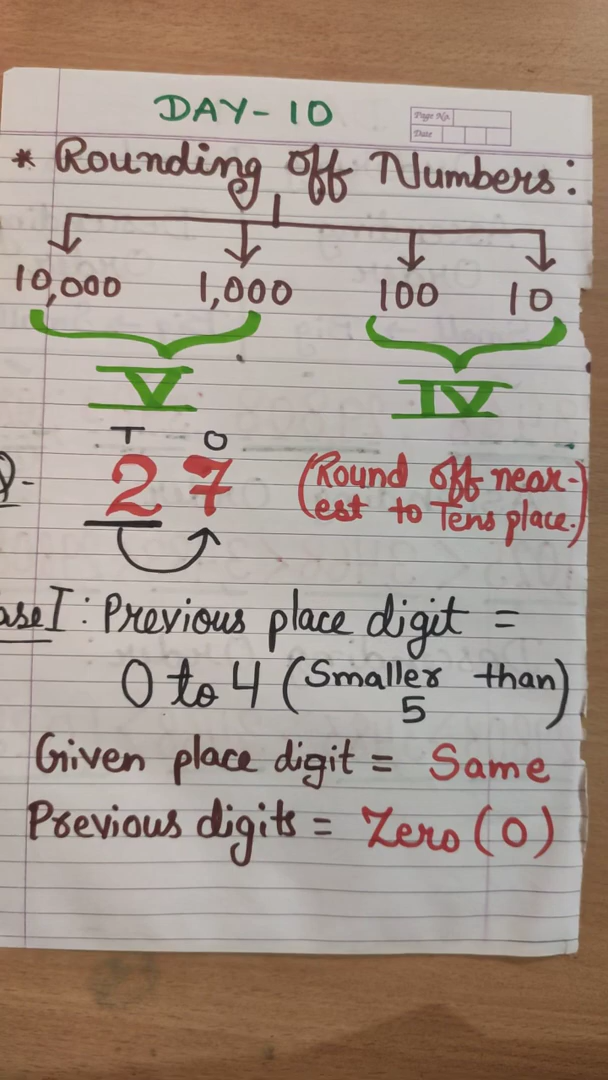 DAY-10
Page No.
Date
* Rounding off Numbers:
10,000 1,000 100 10
V IV
T O
Q- 27 (Round off near-
est to Tens place.)
ase I: Previous place digit =
0 to 4 (Smaller than
5)
Given place digit = Same
Previous digits = Zero (0)